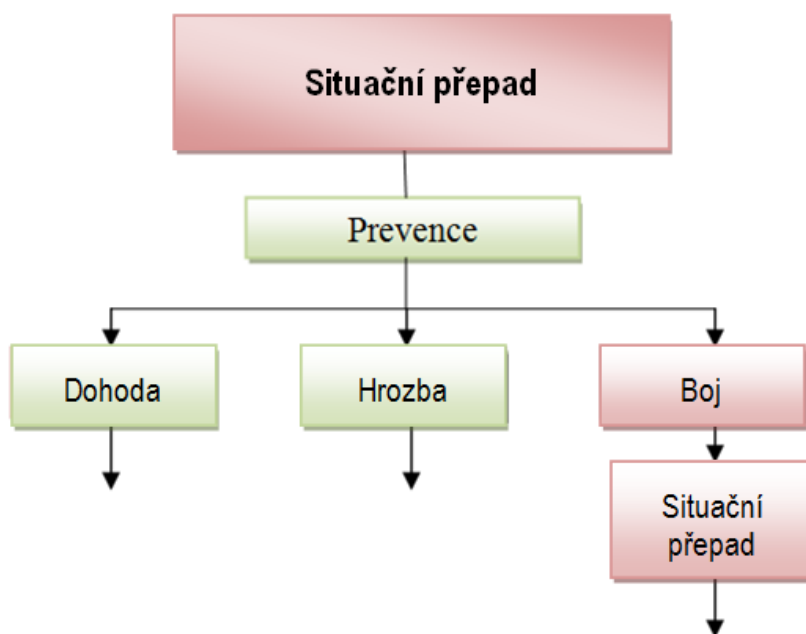 Situační přepad
Prevence
Dohoda
Hrozba
Boj
Situační
přepad